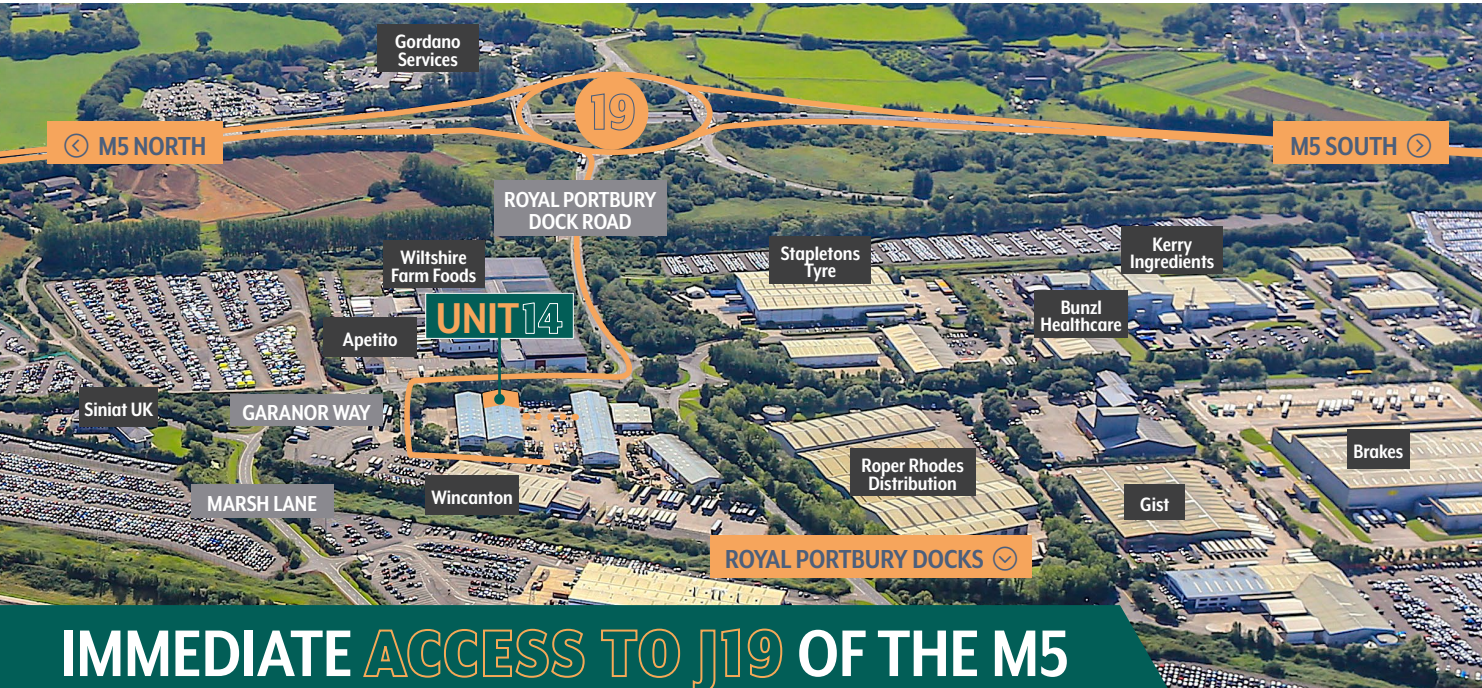 Gordano
Services
19
M5 NORTH
M5 SOUTH
ROYAL PORTBURY
DOCK ROAD
Wiltshire
Farm Foods
Stapletons
Tyre
Kerry
Ingredients
UNIT 14
Bunzl
Healthcare
Apetito
Siniat UK
GARANOR WAY
Brakes
Roper Rhodes
Distribution
Wincanton
MARSH LANE
Gist
ROYAL PORTBURY DOCKS
IMMEDIATE ACCESS TO J19 OF THE M5